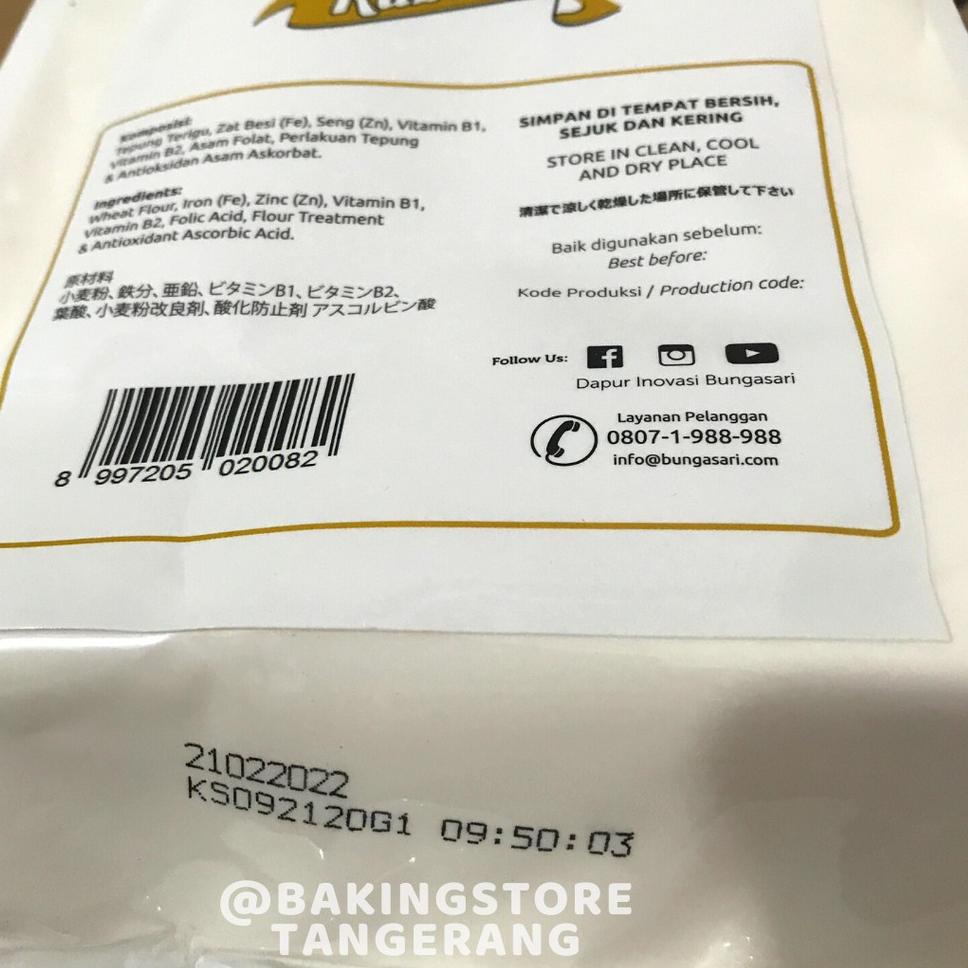 Komposisi:
Tepung Terigu, Zat Besi (Fe), Seng (Zn), Vitamin B1,
Vitamin B2, Asam Folat, Perlakuan Tepung
& Antioksidan Asam Askorbat.
Ingredients:
Wheat Flour, Iron (Fe), Zinc (Zn), Vitamin B1,
Vitamin B2, Folic Acid, Flour Treatment
& Antioxidant Ascorbic Acid.
原材料
小麦粉、鉄分、亜鉛、ビタミンB1、ビタミンB2、
葉酸、小麦粉改良剤、酸化防止剤 アスコルビン酸
8 997205 020082
SIMPAN DI TEMPAT BERSIH,
SEJUK DAN KERING
STORE IN CLEAN, COOL
AND DRY PLACE
清潔で涼しく乾燥した場所に保管して下さい
Baik digunakan sebelum:
Best before:
Kode Produksi / Production code:
Follow Us:
Dapur Inovasi Bungasari
Layanan Pelanggan
0807-1-988-988
info@bungasari.com
21022022
KS092120G1 09:50:03
@BAKINGSTORE
TANGERANG